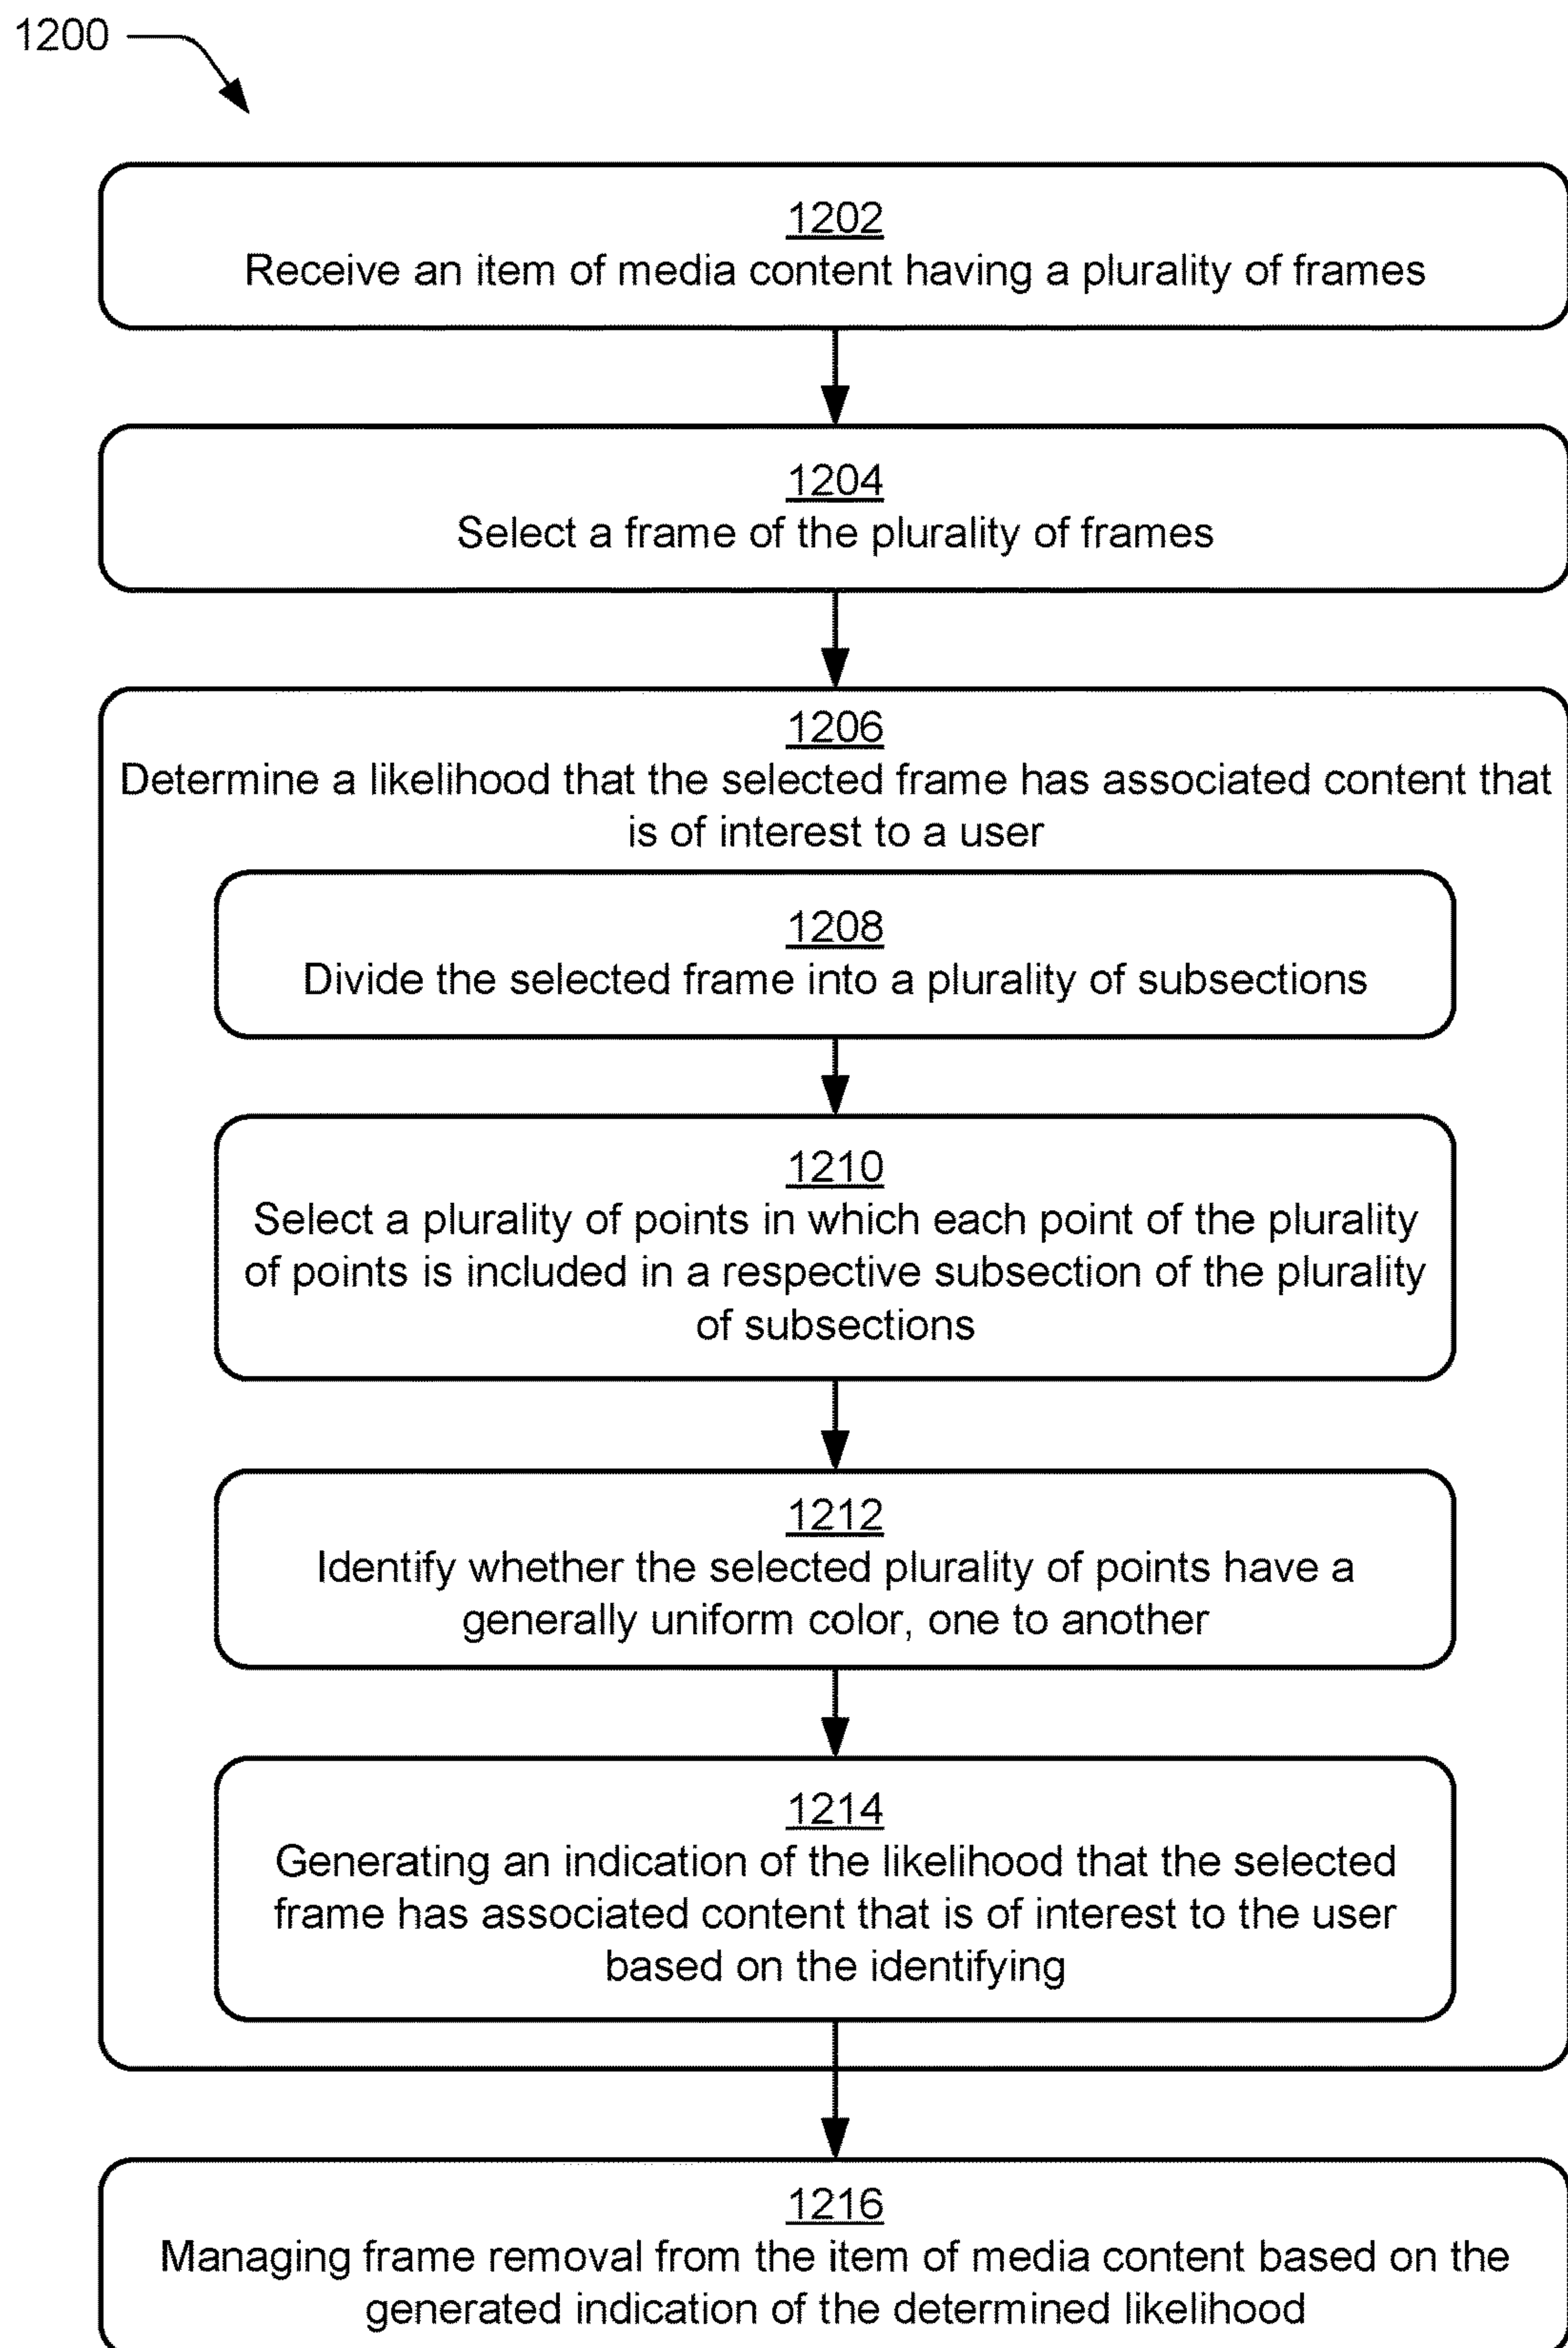 1200
1202
Receive an item of media content having a plurality of frames
1204
Select a frame of the plurality of frames
1206
Determine a likelihood that the selected frame has associated content that
is of interest to a user
1208
Divide the selected frame into a plurality of subsections
1210
Select a plurality of points in which each point of the plurality
of points is included in a respective subsection of the plurality
of subsections
1212
Identify whether the selected plurality of points have a
generally uniform color, one to another
1214
Generating an indication of the likelihood that the selected
frame has associated content that is of interest to the user
based on the identifying
1216
Managing frame removal from the item of media content based on the
generated indication of the determined likelihood